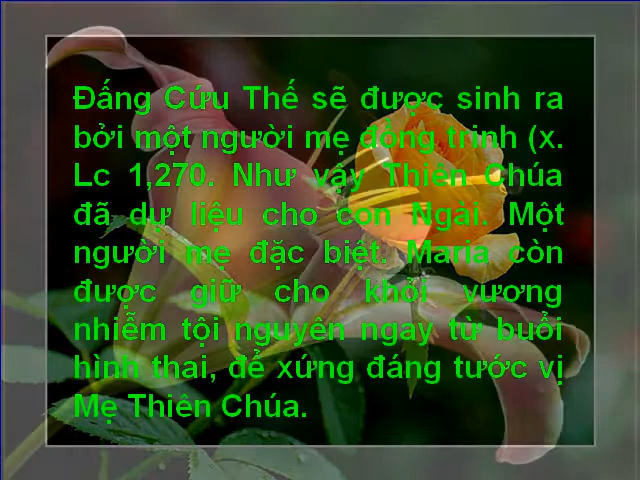 Đấng Cứu Thế sẽ được sinh ra
bởi một người mẹ đồng trinh (x.
Lc 1,270. Như vậy Thiên Chúa
đã dự liệu cho con Ngài. Một
người mẹ đặc biệt. Maria còn
được giữ cho khỏi vương
nhiễm tội nguyên ngay từ buổi
hình thai, để xứng đáng tước vị
Mẹ Thiên Chúa.